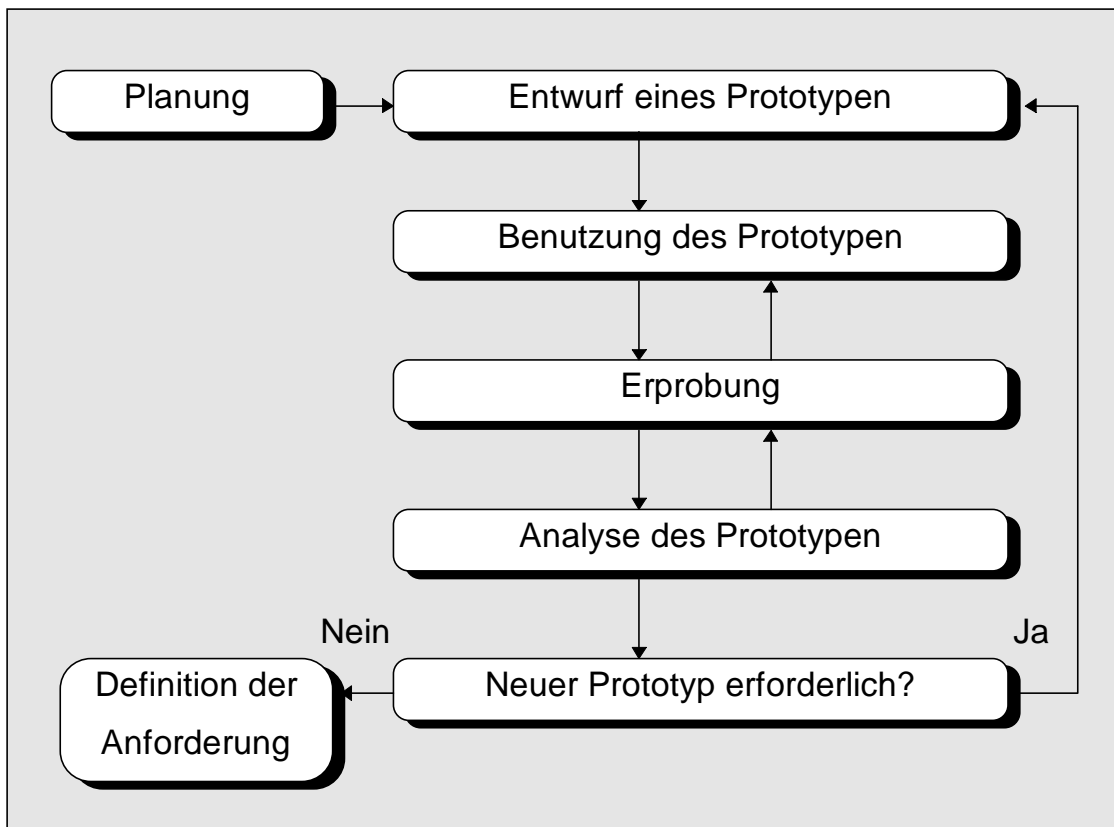 Planung
Entwurf eines Prototypen
Benutzung des Prototypen
Erprobung
Analyse des Prototypen
Nein
Ja
Definition der
Anforderung
Neuer Prototyp erforderlich?